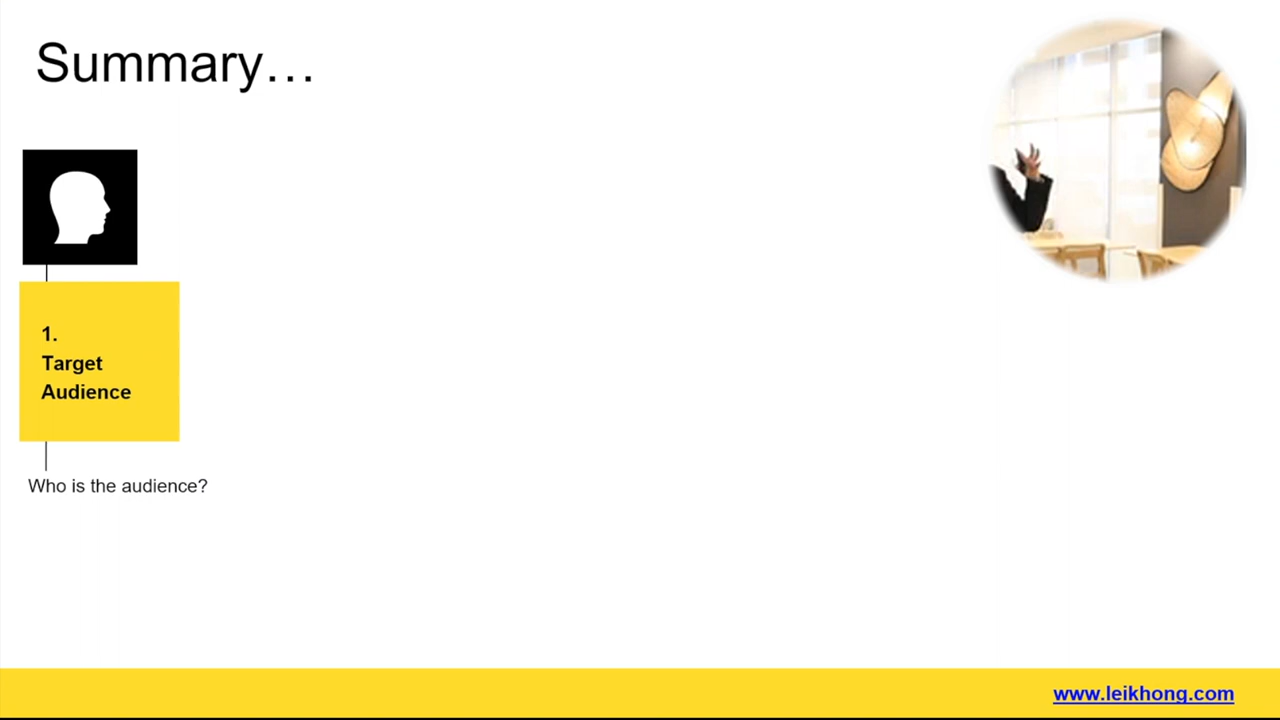 Summary…
1.
Target
Audience
Who is the audience?
www.leikhong.com